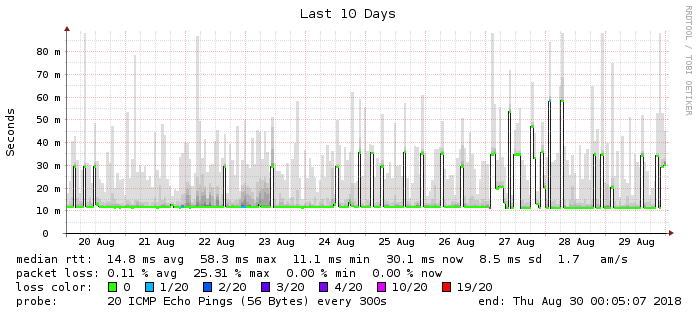 Last 10 Days
RRDTOOL / TOBI OETIKER
Seconds
80 m
70 m
60 m
50 m
40 m
30 m
20 m
10 m
0
20 Aug 21 Aug 22 Aug 23 Aug 24 Aug 25 Aug 26 Aug 27 Aug 28 Aug 29 Aug
median rtt: 14.8 ms avg 58.3 ms max 11.1 ms min 30.1 ms now 8.5 ms sd 1.7 am/s
packet loss: 0.11 % avg 25.31 % max 0.00 % min 0.00 % now
loss color: 0 1/20 2/20 3/20 4/20 10/20 19/20
probe: 20 ICMP Echo Pings (56 Bytes) every 300s end: Thu Aug 30 00:05:07 2018